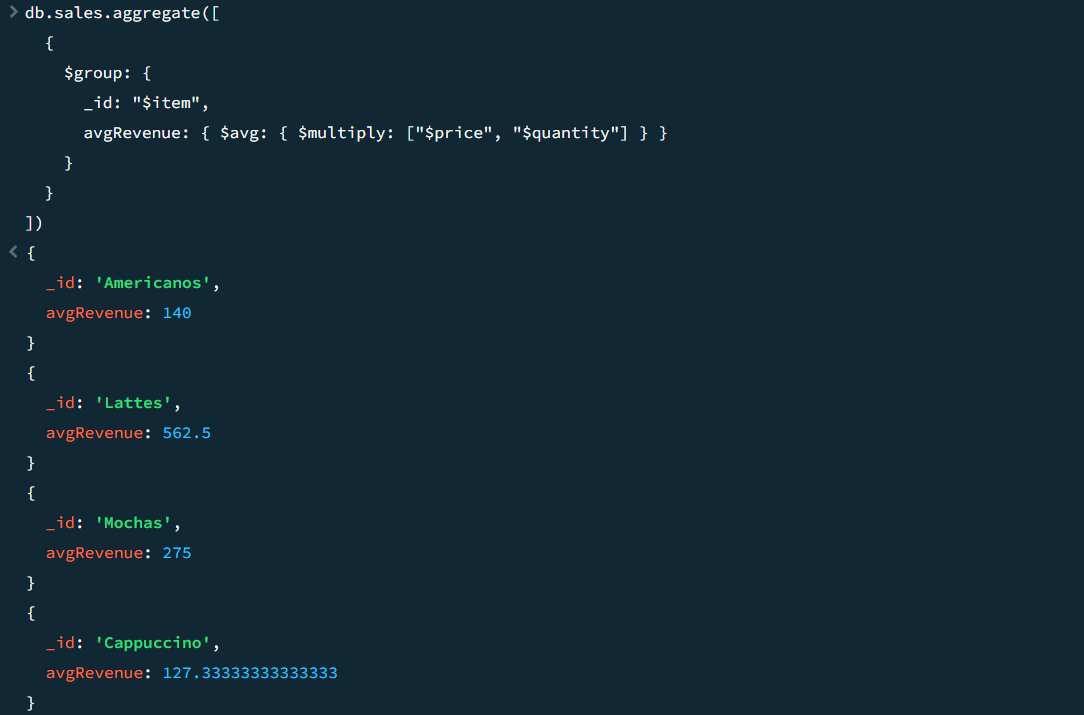 > db.sales.aggregate([
{
$group: {
_id: "$item",
avgRevenue: { $avg: { $multiply: ["$price", "$quantity"] } }
}
}
])
< {
_id: 'Americanos',
avgRevenue: 140
}
{
_id: 'Lattes',
avgRevenue: 562.5
}
{
_id: 'Mochas',
avgRevenue: 275
}
{
_id: 'Cappuccino',
avgRevenue: 127.33333333333333
}